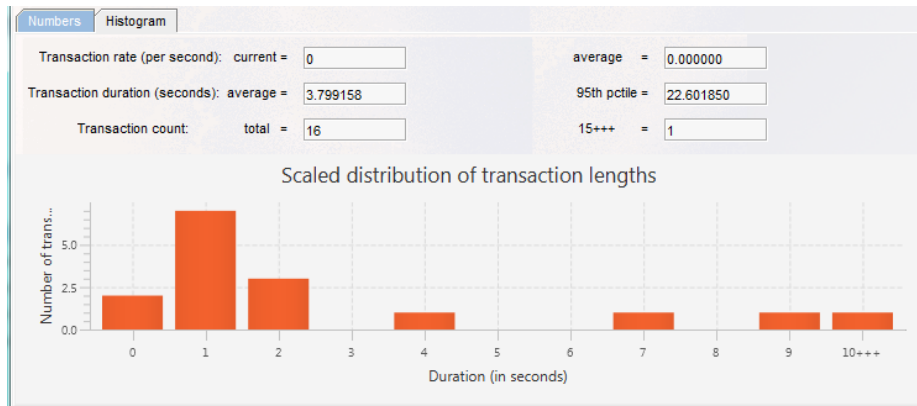 Numbers Histogram
Transaction rate (per second): current = 0 average = 0.000000
Transaction duration (seconds): average = 3.799158 95th pctile = 22.601850
Transaction count: total = 16 15+++ = 1
Scaled distribution of transaction lengths
Number of trans...
5.0
2.5
0.0
0 1 2 3 4 5 6 7 8 9 10+++
Duration (in seconds)